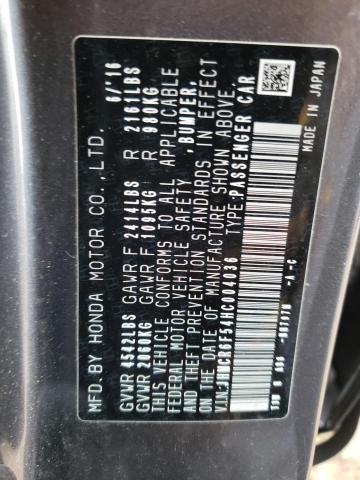 MFD.BY HONDA MOTOR CO.,LTD. 6/'16
GVWR 4542LBS GAWR F 2414LBS R 2161LBS
GVWR 2060KG GAWR F 1095KG R 980KG
THIS VEHICLE CONFORMS TO ALL APPLICABLE
FEDERAL MOTOR VEHICLE SAFETY ,BUMPER,
AND THEFT PREVENTION STANDARDS IN EFFECT
ON THE DATE OF MANUFACTURE SHOWN ABOVE.
V.I.N. F54HC004036 TYPE:PASSENGER CAR
-A -C MADE IN JAPAN